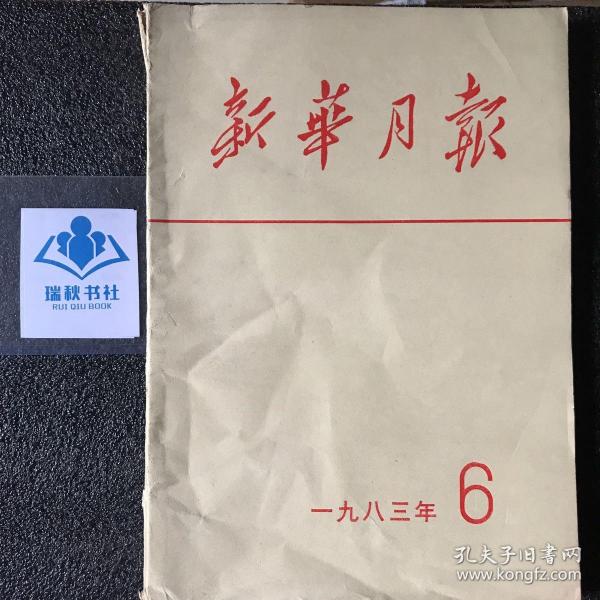 新華月報
瑞秋书社
RUI QIU BOOK
一九八三年 6
孔夫子旧書网
www.kongfz.com